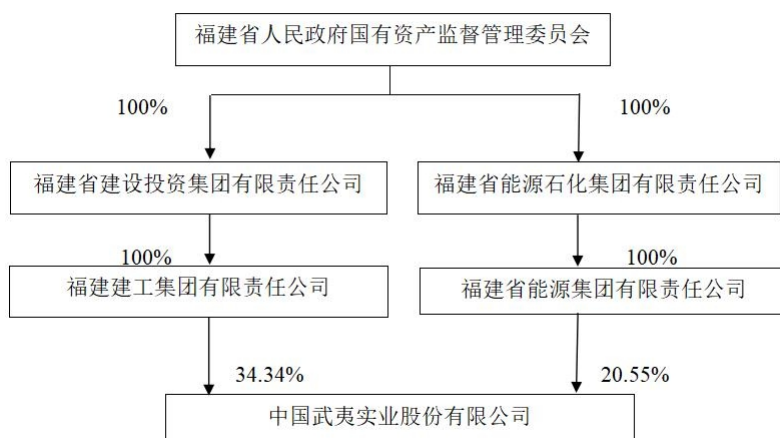 福建省人民政府国有资产监督管理委员会
100% 100%
福建省建设投资集团有限责任公司 福建省能源石化集团有限责任公司
100% 100%
福建建工集团有限责任公司 福建省能源集团有限责任公司
34.34% 20.55%
中国武夷实业股份有限公司